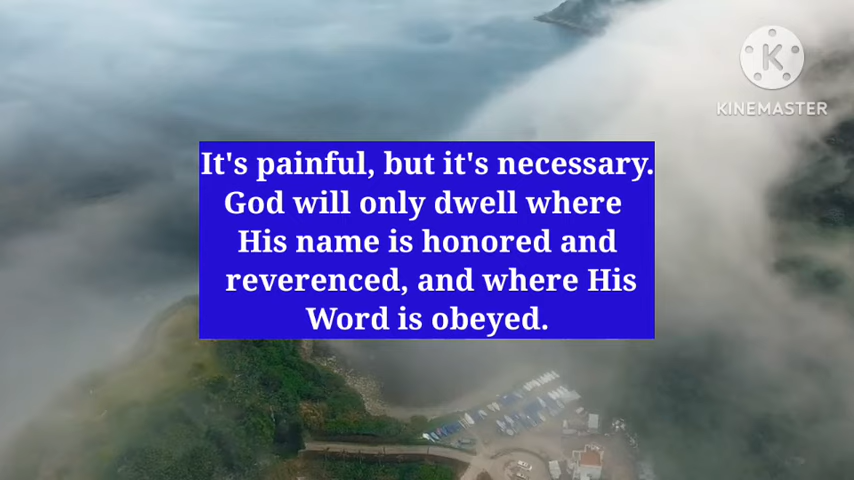 K
KINEMASTER
It's painful, but it's necessary.
God will only dwell where
His name is honored and
reverenced, and where His
Word is obeyed.